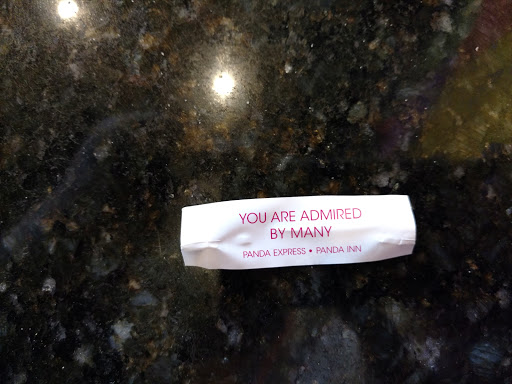 YOU ARE ADMIRED
BY MANY
PANDA EXPRESS • PANDA INN